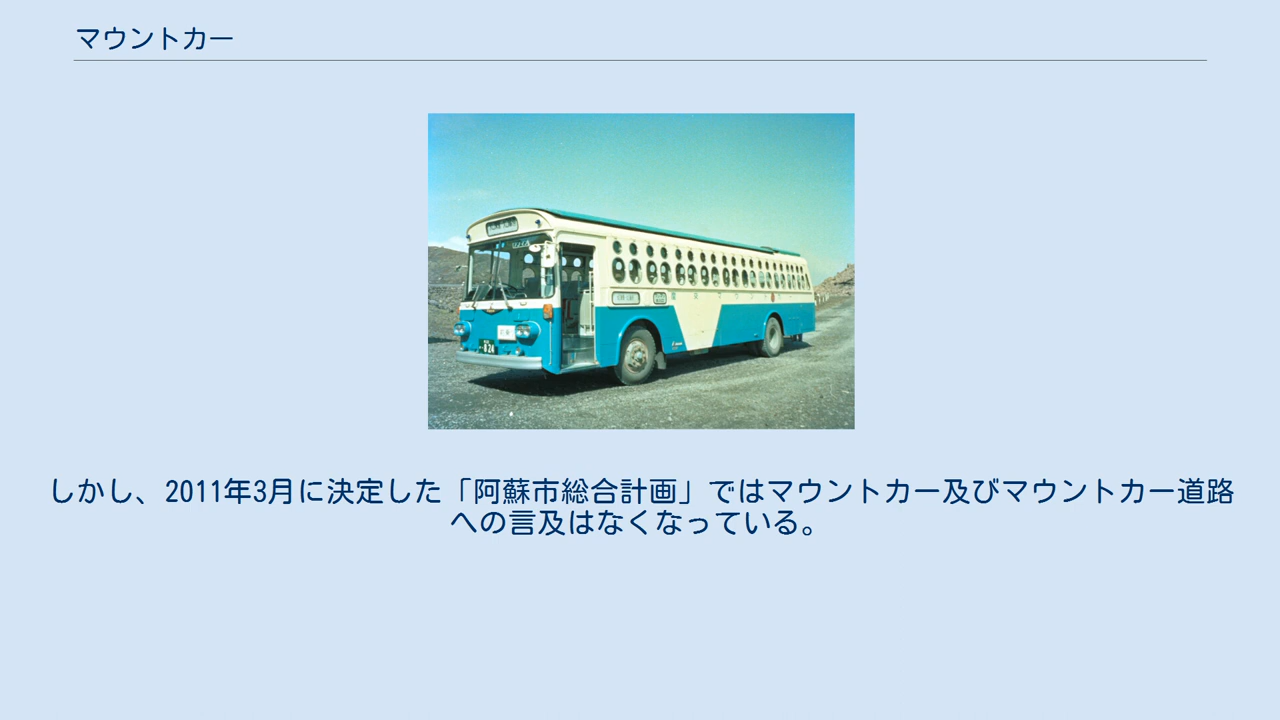 マウントカー
しかし、2011年3月に決定した「阿蘇市総合計画」ではマウントカー及びマウントカー道路
への言及はなくなっている。